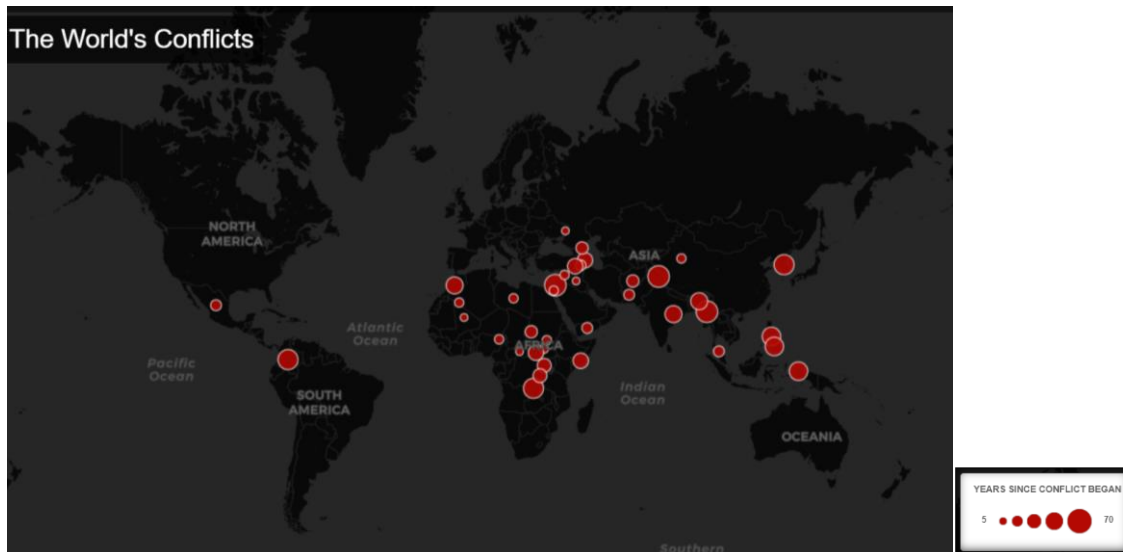 The World's Conflicts
NORTH
AMERICA
ASIA
Atlantic
Ocean
AFRICA
Pacific
Ocean
SOUTH
AMERICA
Indian
Ocean
OCEANIA
Southern
YEARS SINCE CONFLICT BEGAN
5 70